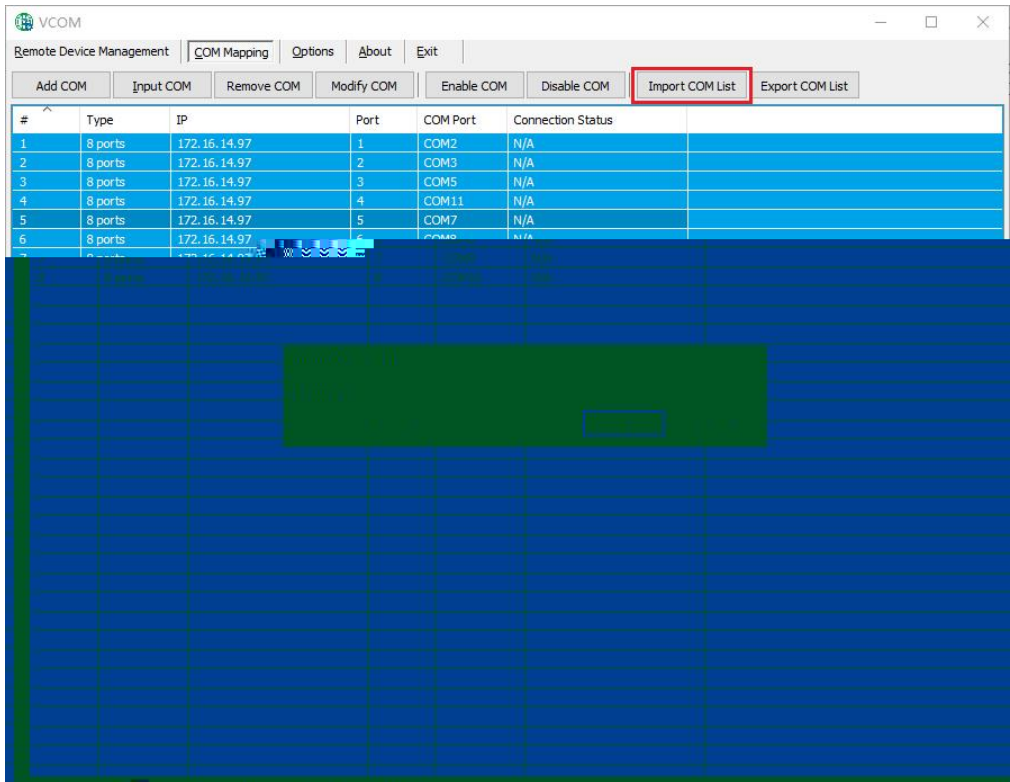 VCOM
Remote Device Management COM Mapping Options About Exit
Add COM Input COM Remove COM Modify COM Enable COM Disable COM Import COM List Export COM List
# Type IP Port COM Port Connection Status
1 8 ports 172.16.14.97 1 COM2 N/A
2 8 ports 172.16.14.97 2 COM3 N/A
3 8 ports 172.16.14.97 3 COM5 N/A
4 8 ports 172.16.14.97 4 COM11 N/A
5 8 ports 172.16.14.97 5 COM7 N/A
6 8 ports 172.16.14.97 6 COM8 N/A